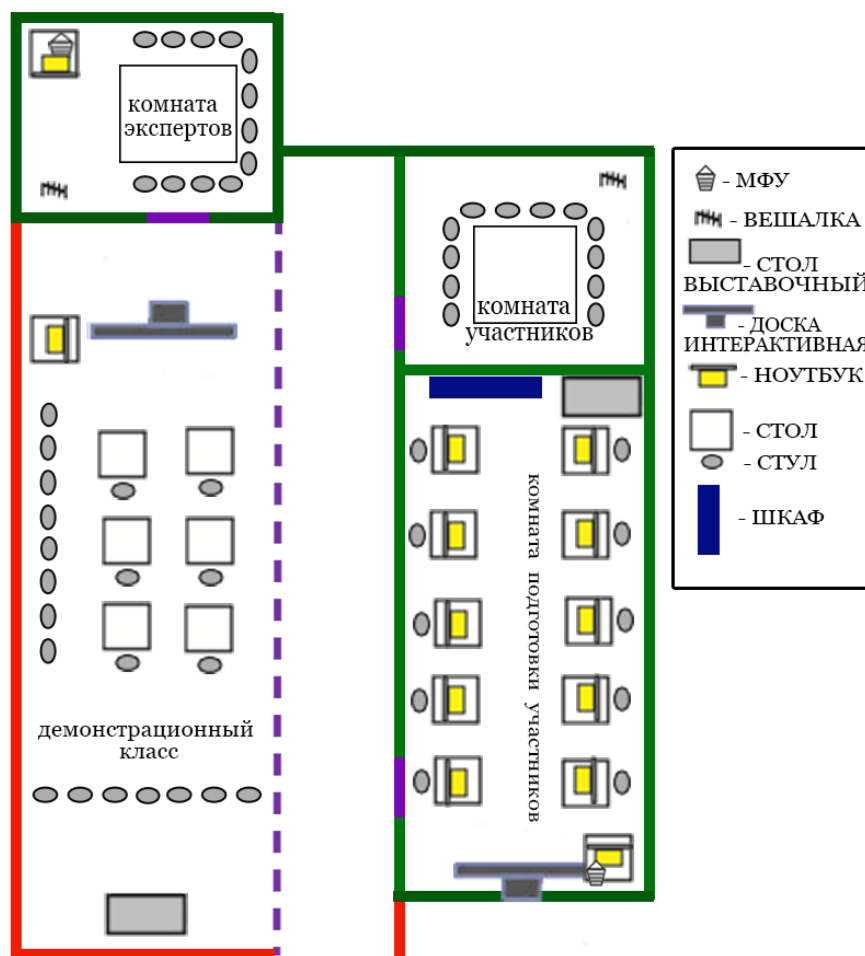 комната
экспертов
комната
участников
комната подготовки участников
демонстрационный
класс
- МФУ
- ВЕШАЛКА
- СТОЛ
ВЫСТАВОЧНЫЙ
- ДОСКА
ИНТЕРАКТИВНАЯ
- НОУТБУК
- СТОЛ
- СТУЛ
- ШКАФ